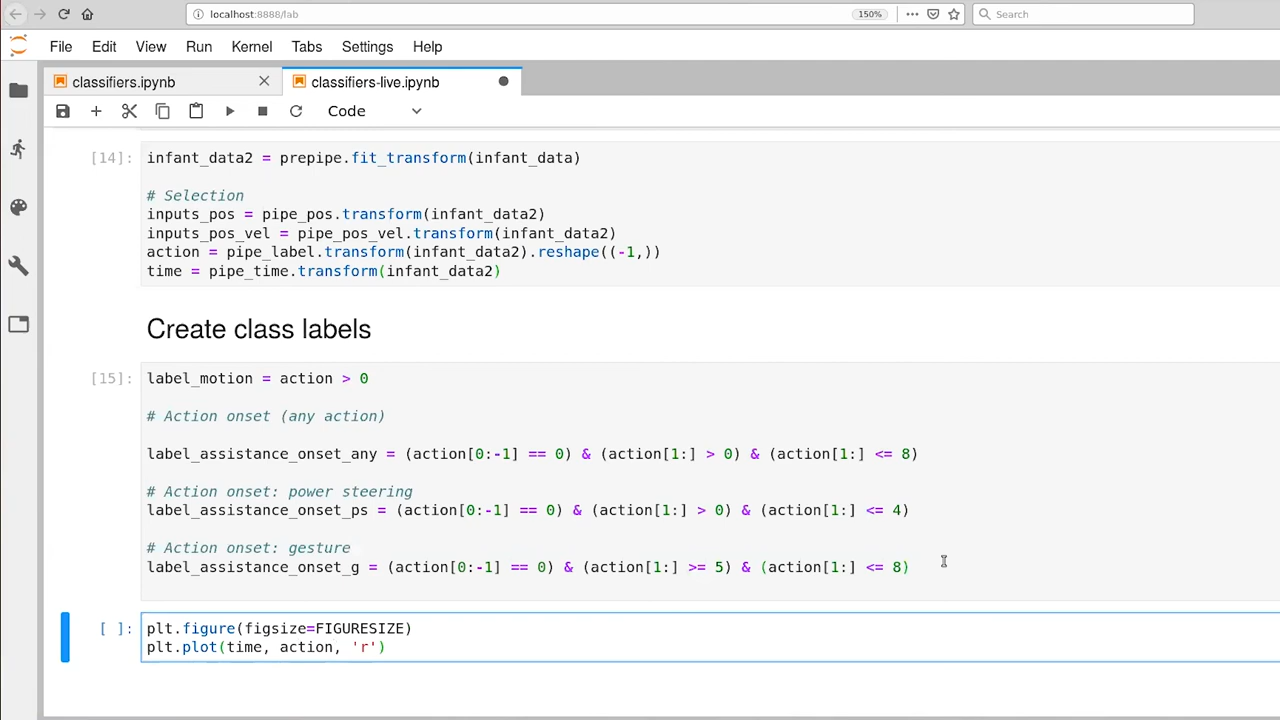 localhost:8888/lab
150%
Search
File Edit View Run Kernel Tabs Settings Help
classifiers.ipynb
classifiers-live.ipynb
Code
[14]:
infant_data2 = prepipe.fit_transform(infant_data)
# Selection
inputs_pos = pipe_pos.transform(infant_data2)
inputs_pos_vel = pipe_pos_vel.transform(infant_data2)
action = pipe_label.transform(infant_data2).reshape((-1,))
time = pipe_time.transform(infant_data2)
Create class labels
[15]:
label_motion = action > 0
# Action onset (any action)
label_assistance_onset_any = (action[0:-1] == 0) & (action[1:] > 0) & (action[1:] <= 8)
# Action onset: power steering
label_assistance_onset_ps = (action[0:-1] == 0) & (action[1:] > 0) & (action[1:] <= 4)
# Action onset: gesture
label_assistance_onset_g = (action[0:-1] == 0) & (action[1:] >= 5) & (action[1:] <= 8)
[ ]:
plt.figure(figsize=FIGURESIZE)
plt.plot(time, action, 'r')